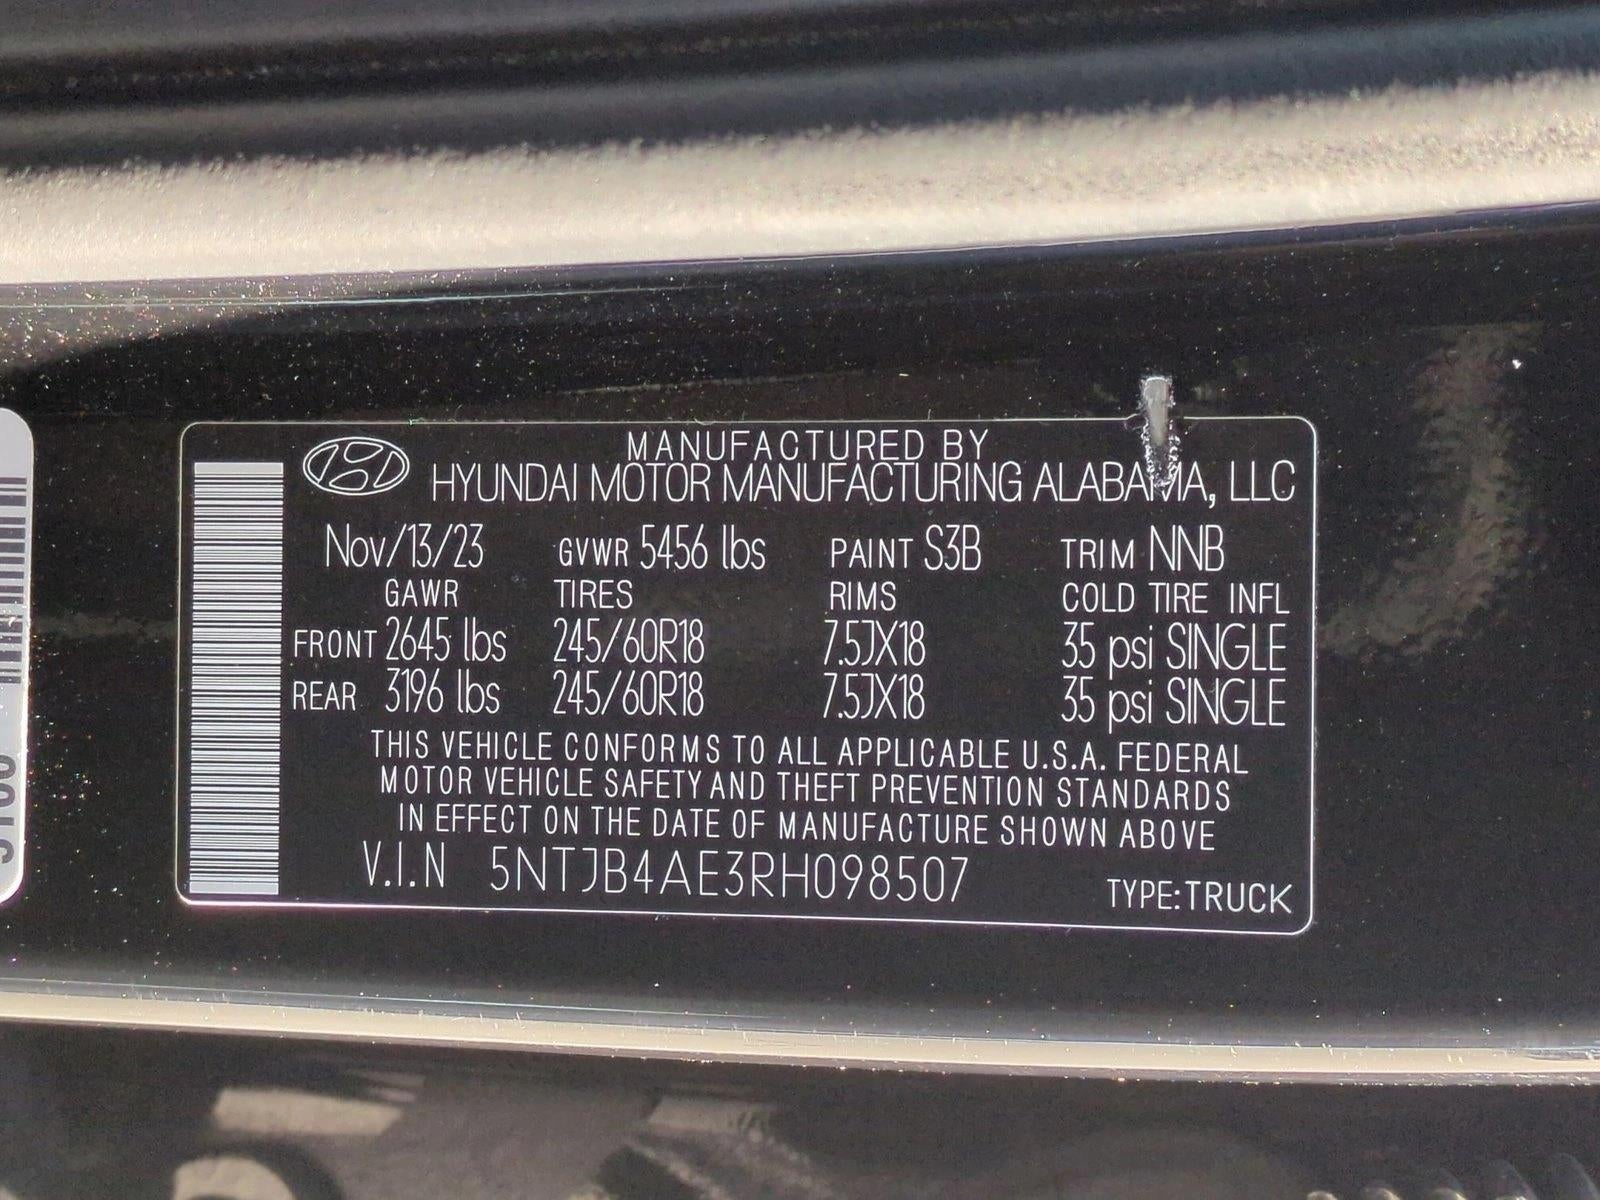 MANUFACTURED BY
HYUNDAI MOTOR MANUFACTURING ALABAMA, LLC
Nov/13/23 GVWR 5456 lbs PAINT S3B TRIM NNB
GAWR TIRES RIMS COLD TIRE INFL
FRONT 2645 lbs 245/60R18 7.5JX18 35 psi SINGLE
REAR 3196 lbs 245/60R18 7.5JX18 35 psi SINGLE
THIS VEHICLE CONFORMS TO ALL APPLICABLE U.S.A. FEDERAL
MOTOR VEHICLE SAFETY AND THEFT PREVENTION STANDARDS
IN EFFECT ON THE DATE OF MANUFACTURE SHOWN ABOVE
V.I.N 5NTJB4AE3RH098507 TYPE:TRUCK